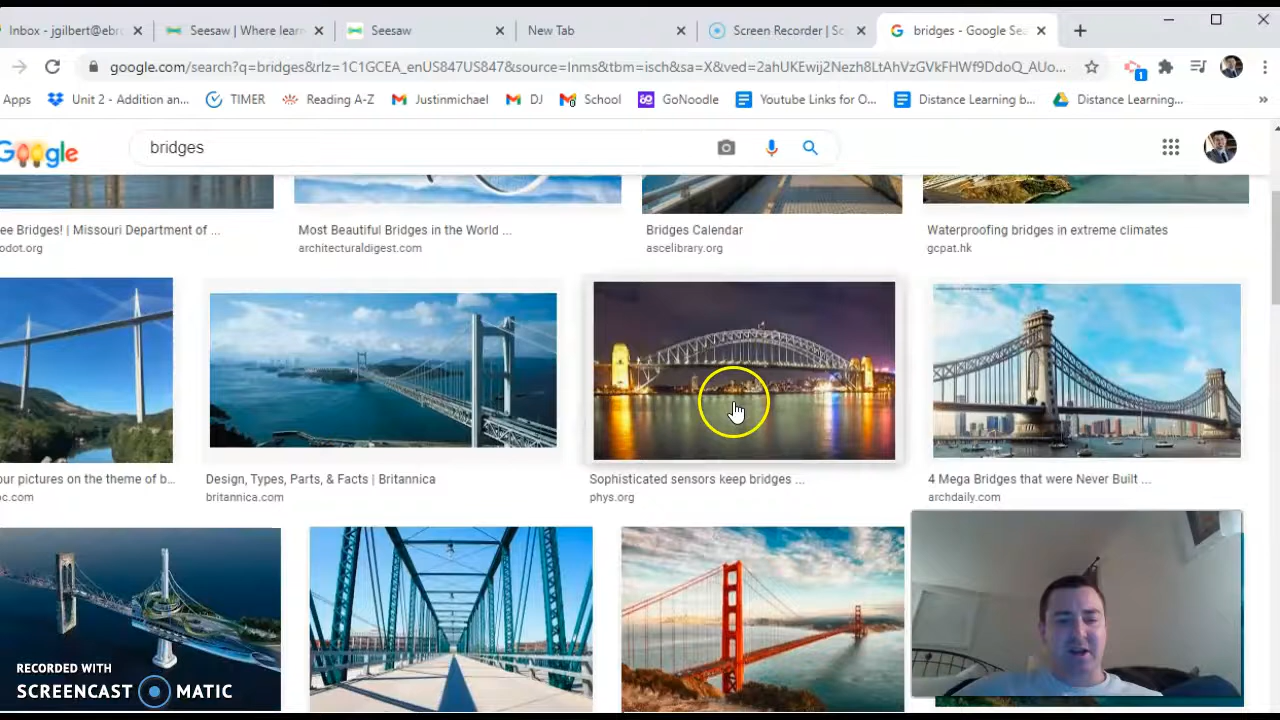 Inbox - jgilbert@ebr
Seesaw | Where learn
Seesaw
New Tab
Screen Recorder | Sc
bridges - Google Sea
google.com/search?q=bridges&rlz=1C1GCEA_enUS847US847&source=lnms&tbm=isch&sa=X&ved=2ahUKEwij2Nezh8LtAhVzGVkFHWf9DdoQ_AUo...
Apps
Unit 2 - Addition an...
TIMER
Reading A-Z
Justinmichael
DJ
School
GoNoodle
Youtube Links for O...
Distance Learning b...
Distance Learning...
Google
bridges
ee Bridges! | Missouri Department of ...
odot.org
Most Beautiful Bridges in the World ...
architecturaldigest.com
Bridges Calendar
ascelibrary.org
Waterproofing bridges in extreme climates
gcpat.hk
our pictures on the theme of b...
c.com
Design, Types, Parts, & Facts | Britannica
britannica.com
Sophisticated sensors keep bridges ...
phys.org
4 Mega Bridges that were Never Built ...
archdaily.com
RECORDED WITH
SCREENCAST MATIC